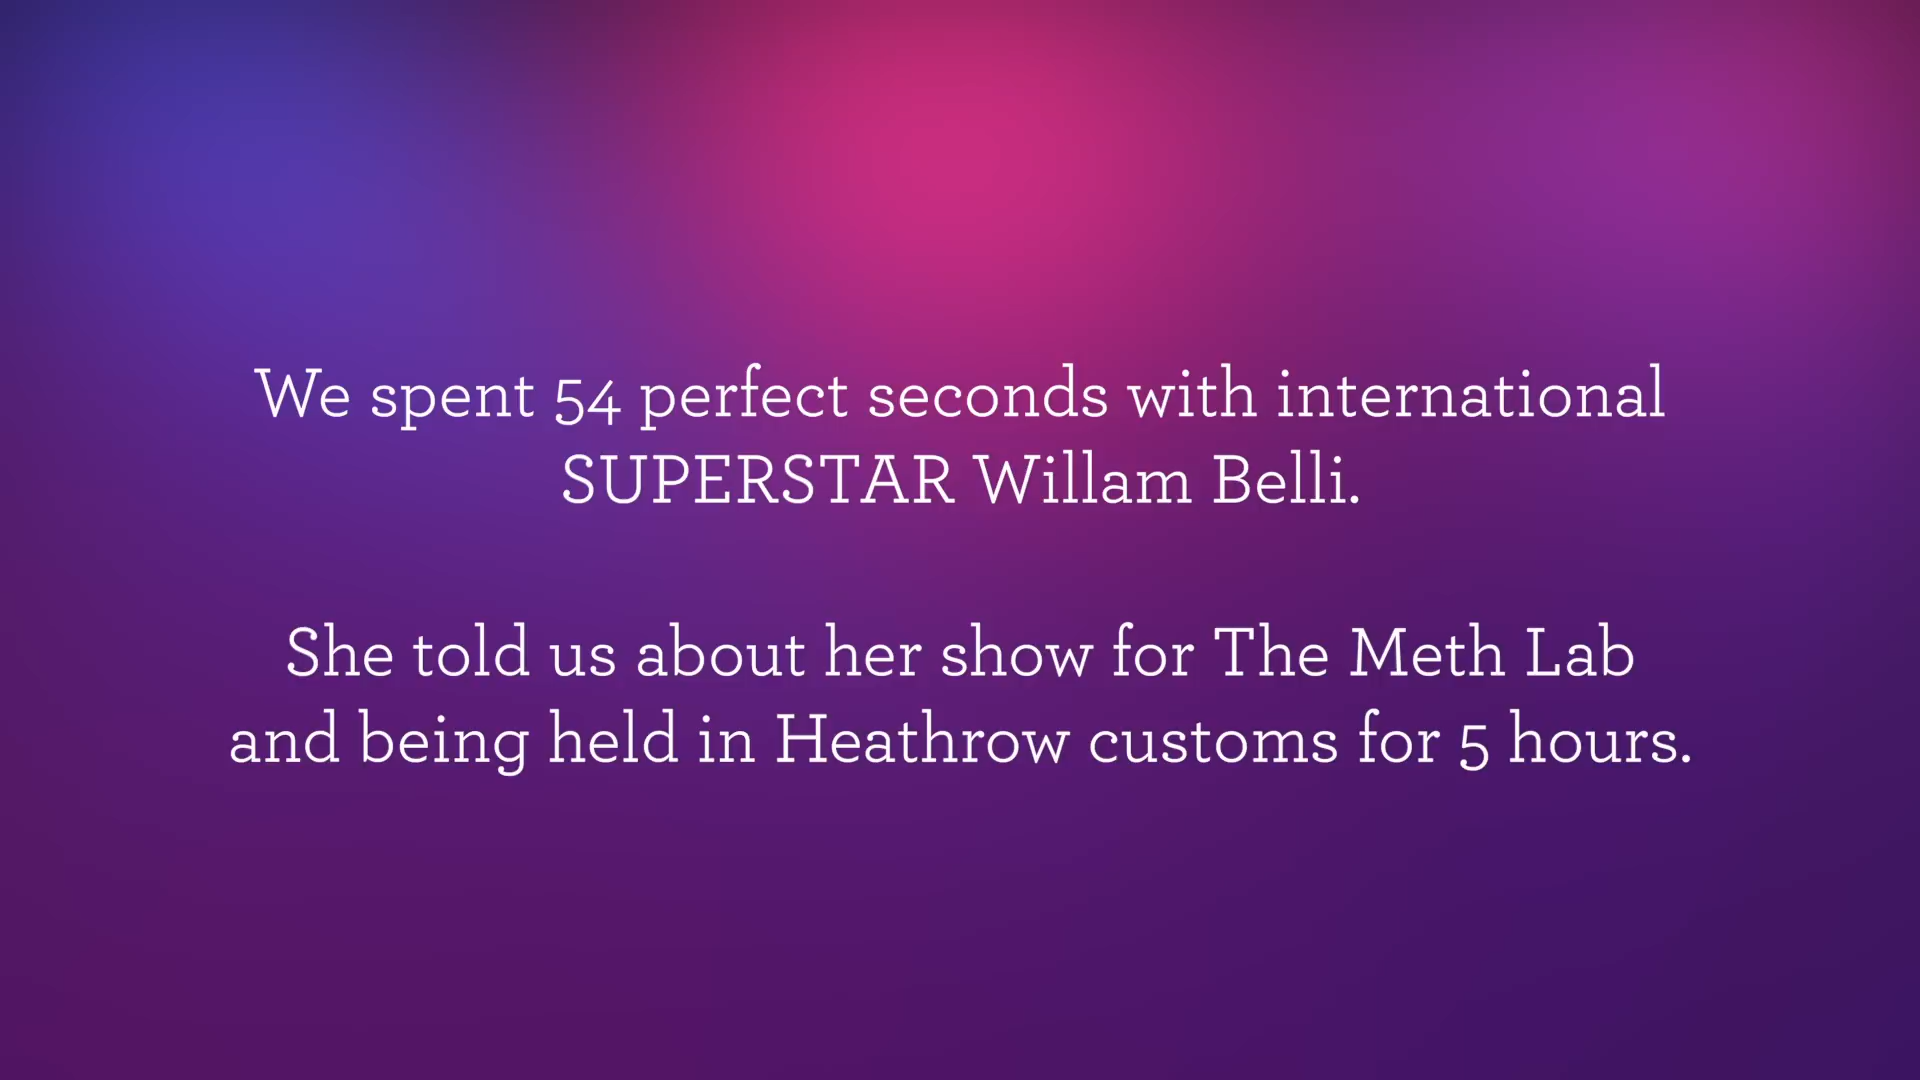 We spent 54 perfect seconds with international
SUPERSTAR Willam Belli.
She told us about her show for The Meth Lab
and being held in Heathrow customs for 5 hours.